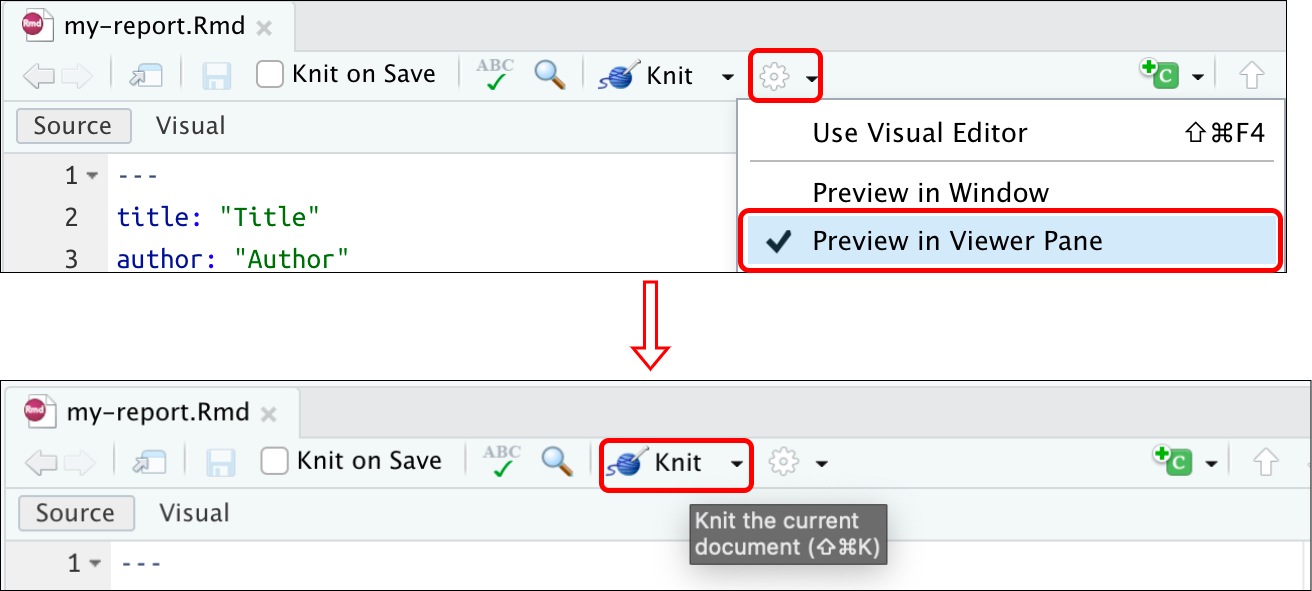 Rmd my-report.Rmd
Knit on Save ABC Knit C
Source Visual
Use Visual Editor ⇧⌘F4
1 ---
Preview in Window
2 title: "Title"
Preview in Viewer Pane
3 author: "Author"
Rmd my-report.Rmd
Knit on Save ABC Knit C
Source Visual
Knit the current
document (⇧⌘K)
1 ---